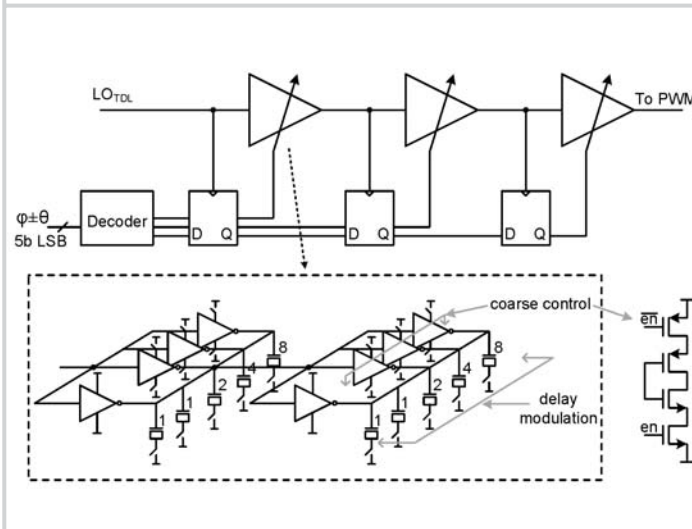 LOTDL
To PWM
φ±θ
5b LSB
Decoder
D Q
D Q
D Q
coarse control
en
8
4
2
1
1
8
4
2
1
1
delay
modulation
en